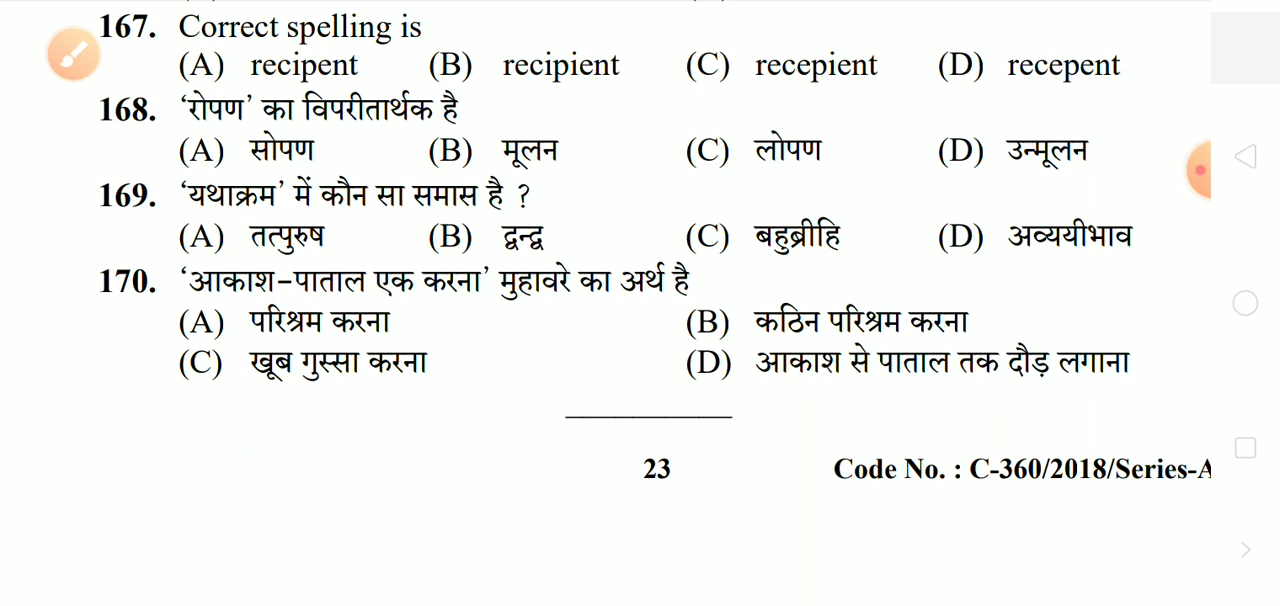 167. Correct spelling is
(A) recipent (B) recipient (C) recepient (D) recepent
168. ‘रोपण’ का विपरीतार्थक है
(A) सोपण (B) मूलन (C) लोपण (D) उन्मूलन
169. ‘यथाक्रम’ में कौन सा समास है ?
(A) तत्पुरुष (B) द्वन्द्व (C) बहुब्रीहि (D) अव्ययीभाव
170. ‘आकाश-पाताल एक करना’ मुहावरे का अर्थ है
(A) परिश्रम करना (B) कठिन परिश्रम करना
(C) खूब गुस्सा करना (D) आकाश से पाताल तक दौड़ लगाना
23 Code No. : C-360/2018/Series-A